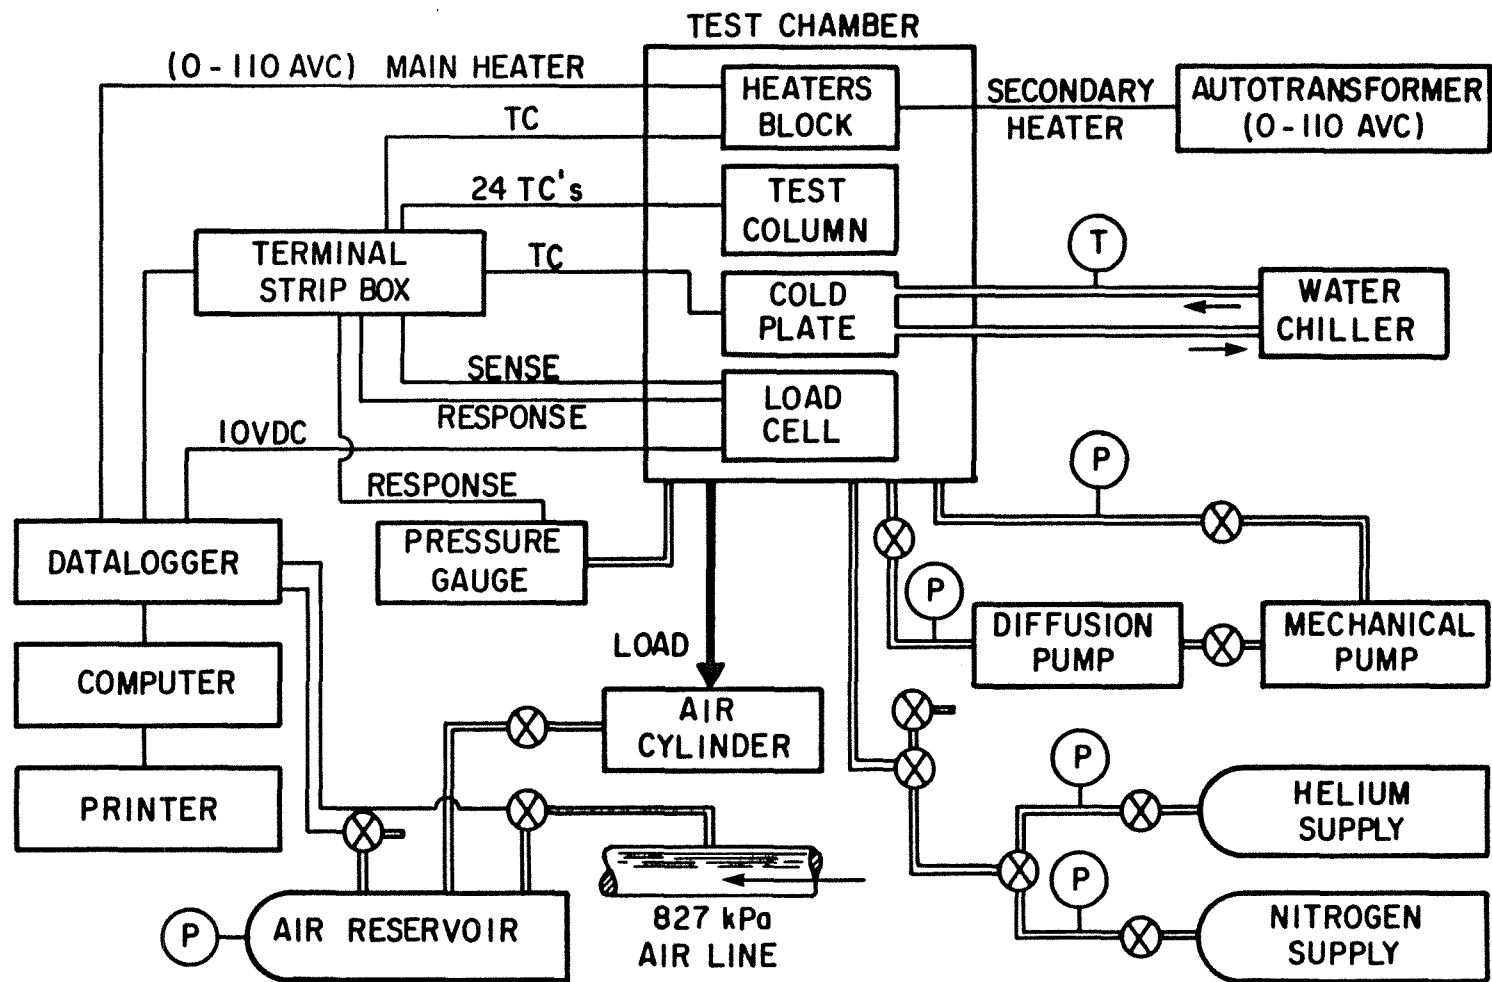 TEST CHAMBER
(0-110 AVC) MAIN HEATER
HEATERS
BLOCK
SECONDARY
HEATER
AUTOTRANSFORMER
(0-110 AVC)
TC
24 TC's
TEST
COLUMN
TERMINAL
STRIP BOX
TC
COLD
PLATE
T
WATER
CHILLER
SENSE
RESPONSE
LOAD
CELL
10VDC
RESPONSE
P
DATALOGGER
PRESSURE
GAUGE
P
DIFFUSION
PUMP
MECHANICAL
PUMP
LOAD
COMPUTER
AIR
CYLINDER
PRINTER
P
HELIUM
SUPPLY
P
AIR RESERVOIR
P
827 kPa
AIR LINE
NITROGEN
SUPPLY